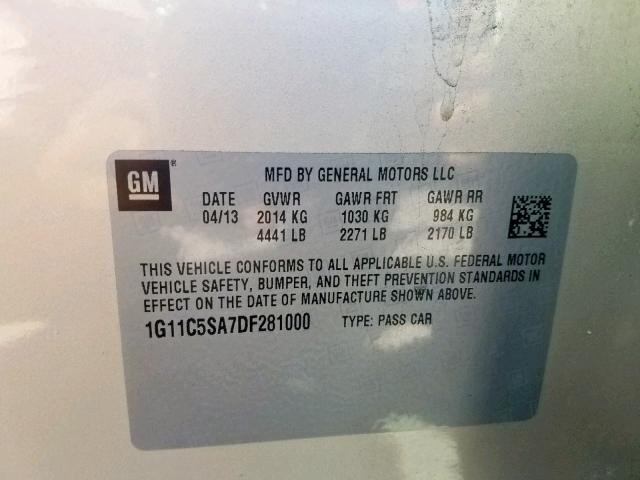 GM ® MFD BY GENERAL MOTORS LLC
DATE GVWR GAWR FRT GAWR RR
04/13 2014 KG 1030 KG 984 KG
4441 LB 2271 LB 2170 LB
THIS VEHICLE CONFORMS TO ALL APPLICABLE U.S. FEDERAL MOTOR
VEHICLE SAFETY, BUMPER, AND THEFT PREVENTION STANDARDS IN
EFFECT ON THE DATE OF MANUFACTURE SHOWN ABOVE.
1G11C5SA7DF281000 TYPE: PASS CAR